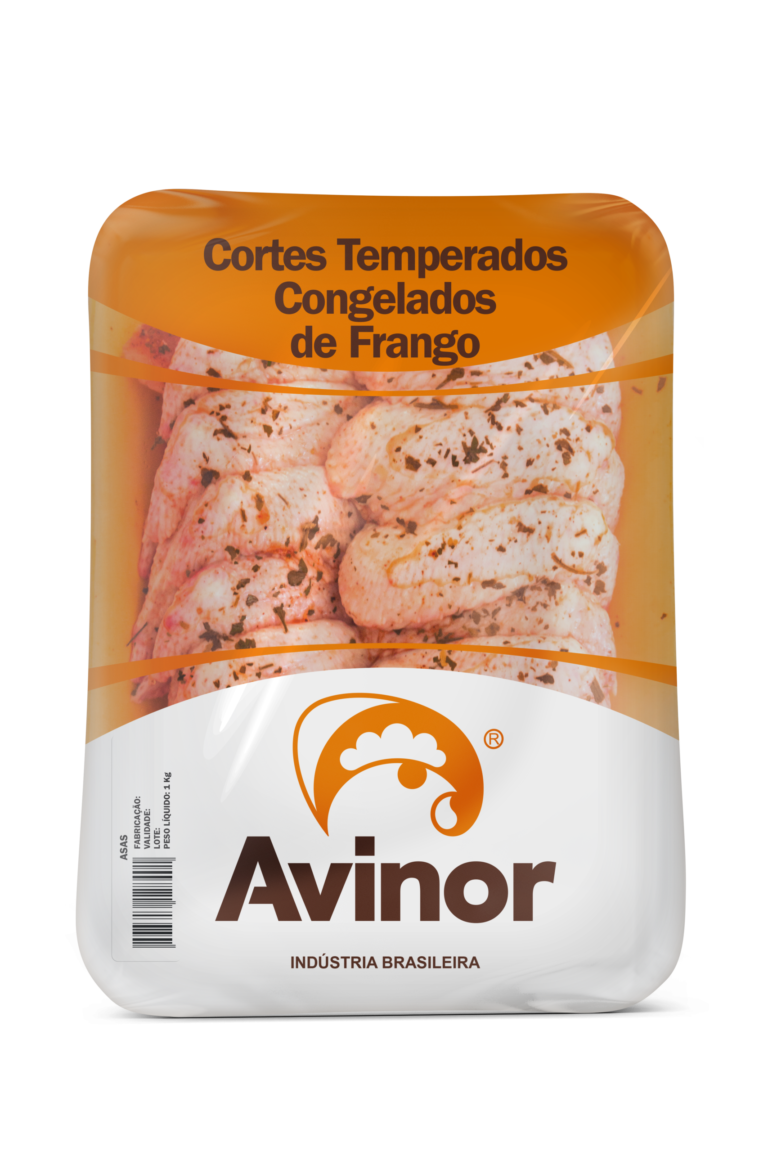 Cortes Temperados
Congelados
de Frango
®
Avinor
INDÚSTRIA BRASILEIRA
ASAS
FABRICAÇÃO:
VALIDADE:
LOTE:
PESO LÍQUIDO: 1 Kg